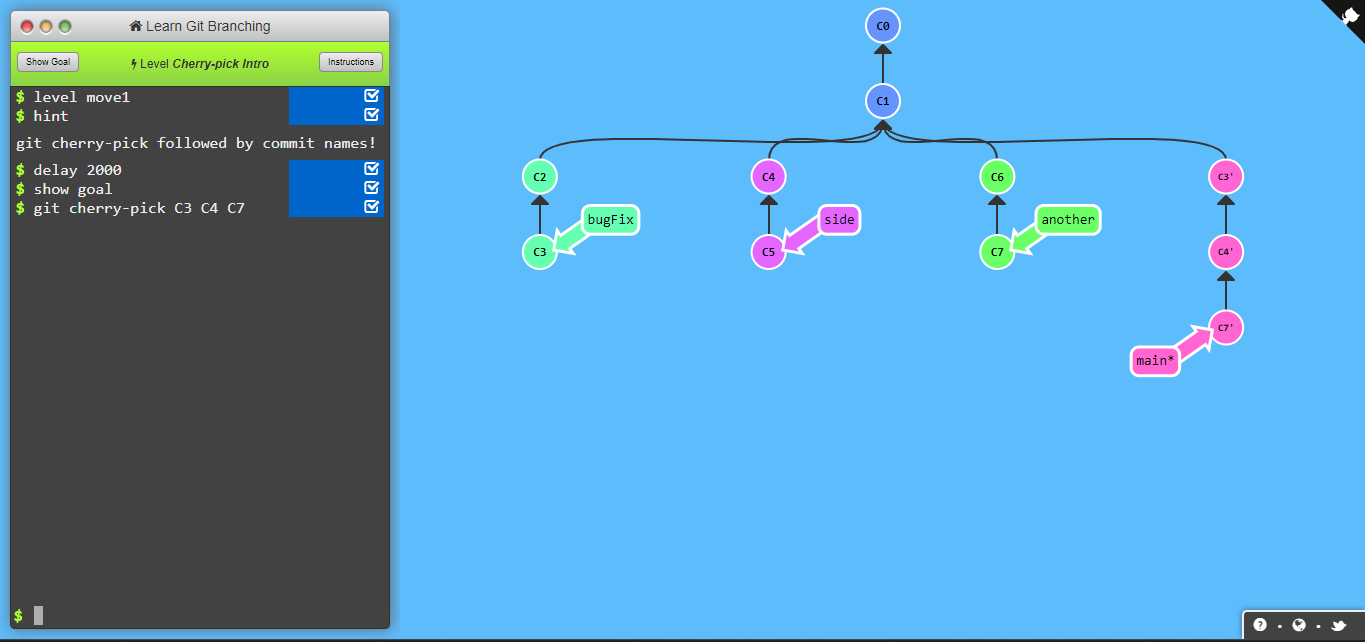 Learn Git Branching
Show Goal
Level Cherry-pick Intro
Instructions
$ level move1
$ hint
git cherry-pick followed by commit names!
$ delay 2000
$ show goal
$ git cherry-pick C3 C4 C7
$
C0
C1
C2
C4
C6
C3'
bugFix
side
another
C3
C5
C7
C4'
C7'
main*